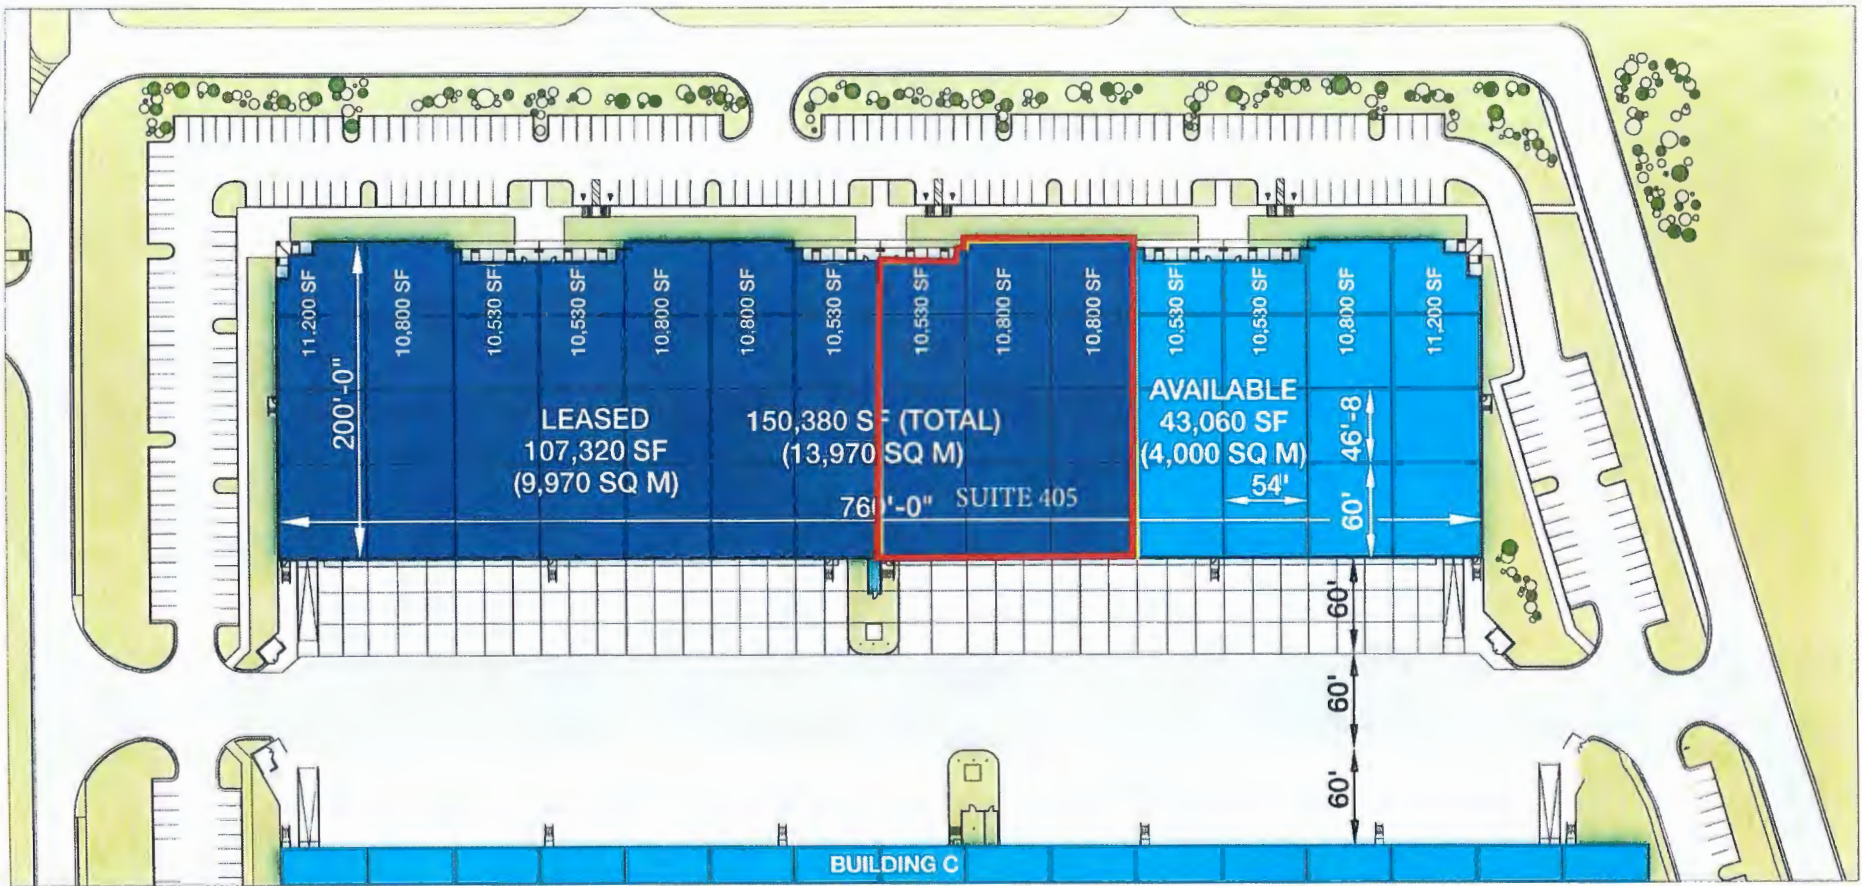 11,200 SF
10,800 SF
10,530 SF
10,530 SF
10,800 SF
10,800 SF
10,530 SF
10,530 SF
10,800 SF
10,800 SF
10,530 SF
10,530 SF
10,800 SF
11,200 SF
200'-0"
LEASED
107,320 SF
(9,970 SQ M)
150,380 SF (TOTAL)
(13,970 SQ M)
AVAILABLE
43,060 SF
(4,000 SQ M)
46'-8
54'
60'
760'-0"
SUITE 405
60'
60'
60'
BUILDING C